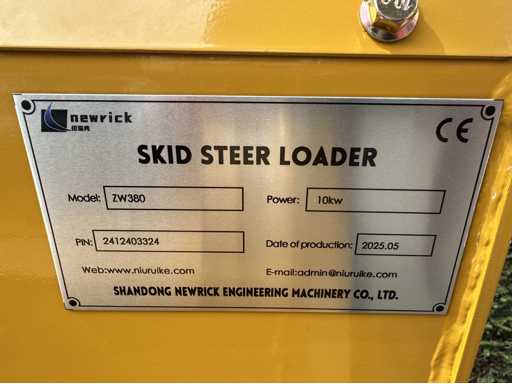 newrick
CE
SKID STEER LOADER
Model: ZW380
Power: 10kw
PIN: 2412403324
Date of production: 2025.05
Web:www.niuruike.com
E-mail:admin@niuruike.com
SHANDONG NEWRICK ENGINEERING MACHINERY CO., LTD.